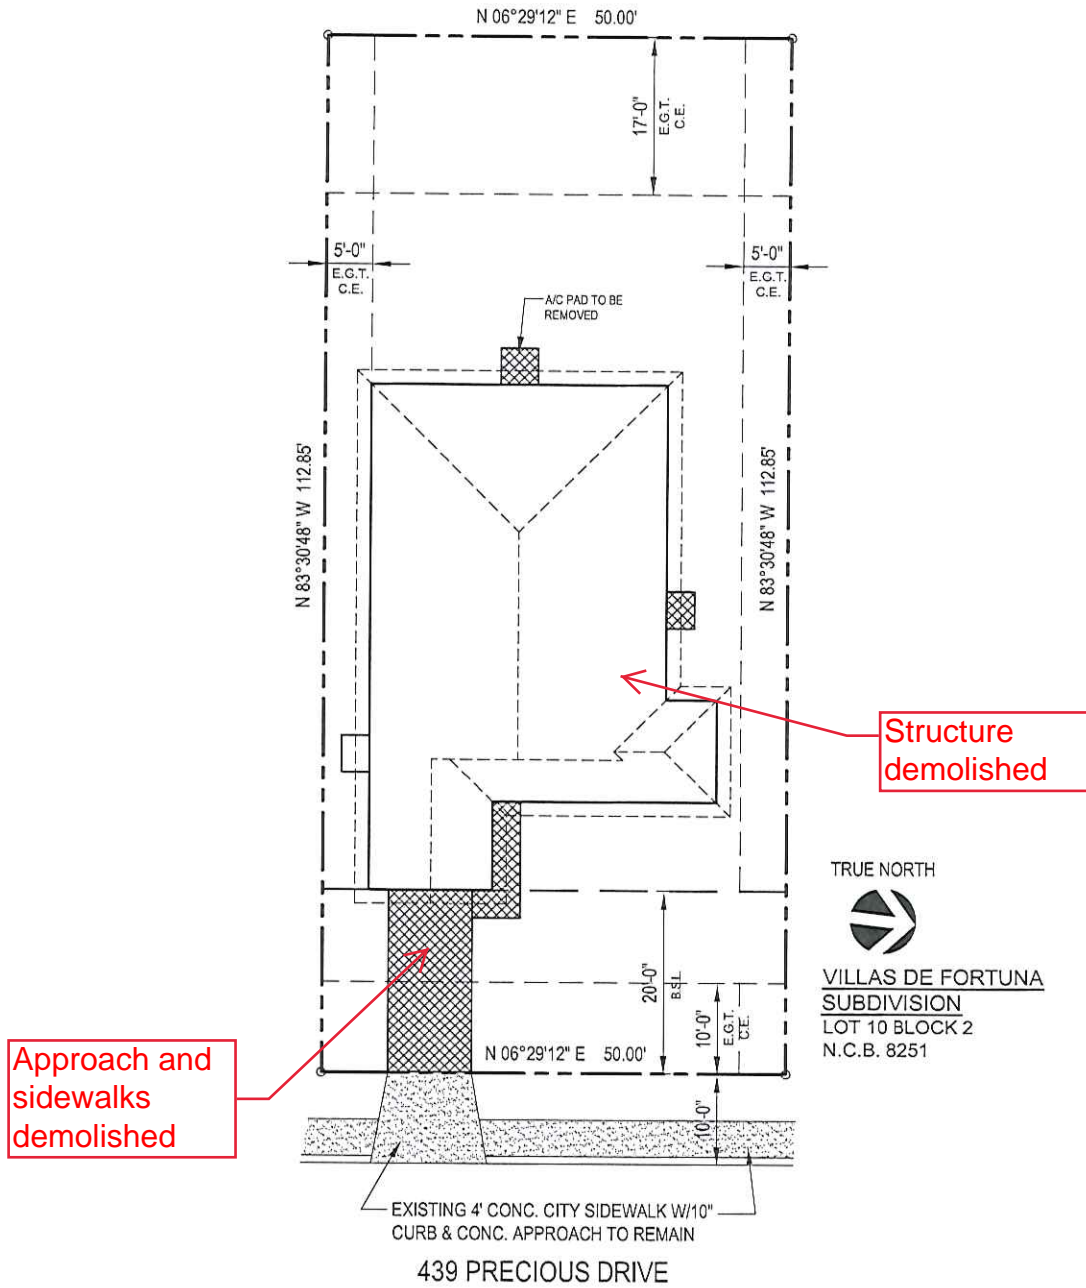 N 06°29'12" E 50.00'
17'-0"
E.G.T.
C.E.
5'-0"
E.G.T.
C.E.
5'-0"
E.G.T.
C.E.
A/C PAD TO BE
REMOVED
N 83°30'48" W 112.85'
N 83°30'48" W 112.85'
Structure
demolished
TRUE NORTH
VILLAS DE FORTUNA
SUBDIVISION
LOT 10 BLOCK 2
N.C.B. 8251
20'-0"
B.S.L.
10'-0"
E.G.T.
C.E.
N 06°29'12" E 50.00'
Approach and
sidewalks
demolished
10'-0"
EXISTING 4' CONC. CITY SIDEWALK W/10"
CURB & CONC. APPROACH TO REMAIN
439 PRECIOUS DRIVE